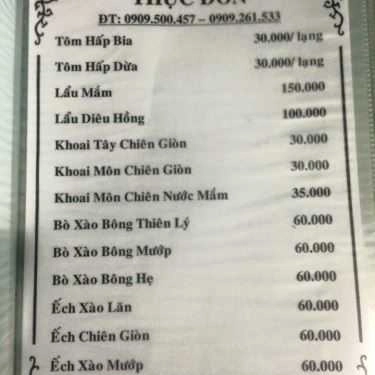 THỰC ĐƠN
ĐT: 0909.500.457 – 0909.261.533
Tôm Hấp Bia 30.000/ lạng
Tôm Hấp Dừa 30.000/ lạng
Lẩu Mắm 150.000
Lẩu Diêu Hồng 100.000
Khoai Tây Chiên Giòn 30.000
Khoai Môn Chiên Giòn 30.000
Khoai Môn Chiên Nước Mắm 35.000
Bò Xào Bông Thiên Lý 60.000
Bò Xào Bông Mướp 60.000
Bò Xào Bông Hẹ 60.000
Ếch Xào Lăn 60.000
Ếch Chiên Giòn 60.000
Ếch Xào Mướp 60.000